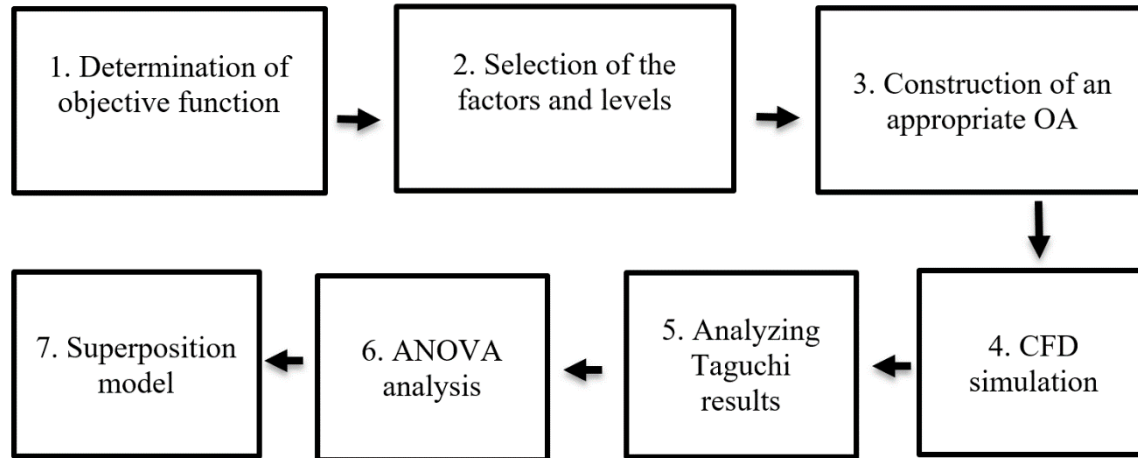 1. Determination of
objective function
2. Selection of the
factors and levels
3. Construction of an
appropriate OA
4. CFD
simulation
5. Analyzing
Taguchi
results
6. ANOVA
analysis
7. Superposition
model